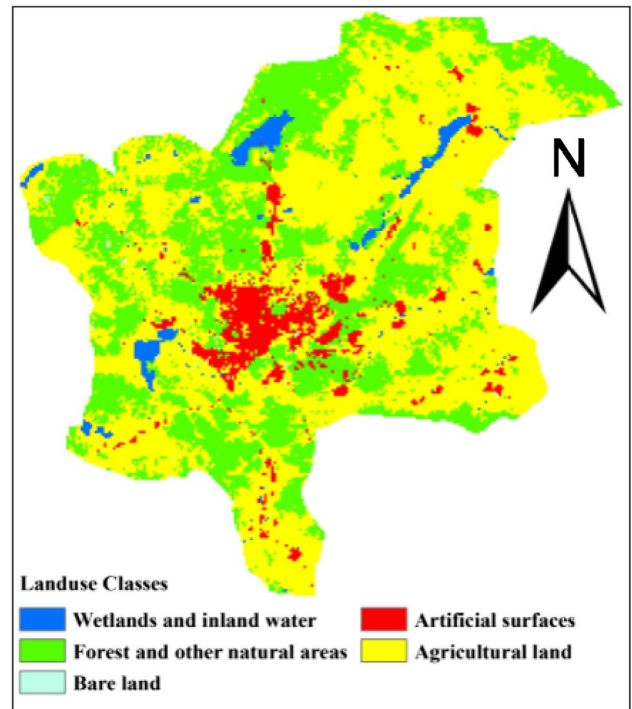 N
Landuse Classes
Wetlands and inland water
Artificial surfaces
Forest and other natural areas
Agricultural land
Bare land